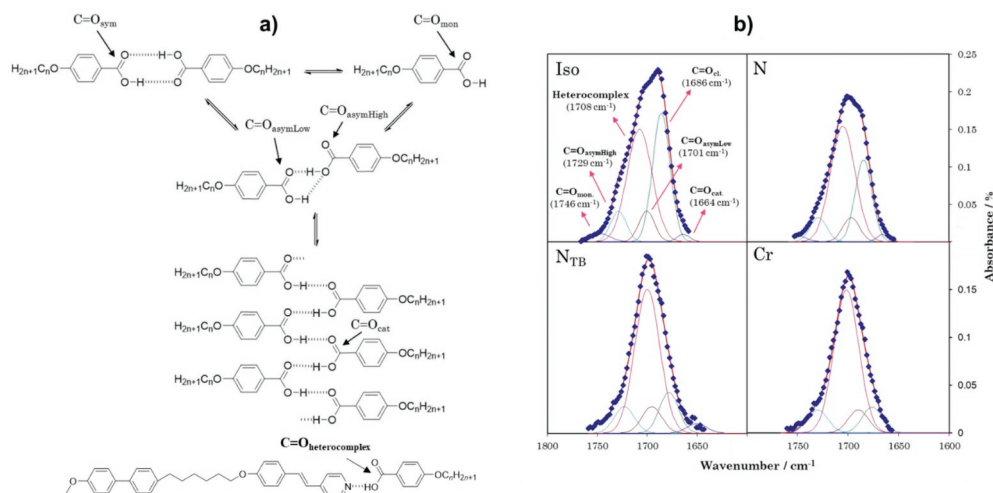 a)
C=Osym
C=Omon
H2n+1CnO
O
H
O
O
H
O
OCnH2n+1
H2n+1CnO
O
O-H
C=OasymLow
C=OasymHigh
O
O
H
OCnH2n+1
H2n+1CnO
O
O-H
H2n+1CnO
O
O-H
O
HO
OCnH2n+1
H2n+1CnO
O
O-H
C=Ocat
O
HO
OCnH2n+1
H2n+1CnO
O
O-H
O
HO
OCnH2n+1
C=Oheterocomplex
O
O
N
HO
O
OCnH2n+1
b)
Iso
Heterocomplex
(1708 cm-1)
C=Ocl.
(1686 cm-1)
C=OasymHigh
(1729 cm-1)
C=OasymLow
(1701 cm-1)
C=Omon.
(1746 cm-1)
C=Ocat.
(1664 cm-1)
N
NTB
Cr
0.25
0.2
0.15
0.1
0.05
0
0.15
0.1
0.05
0
Absorbance / %
1800
1750
1700
1650
1750
1700
1650
1600
Wavenumber / cm-1